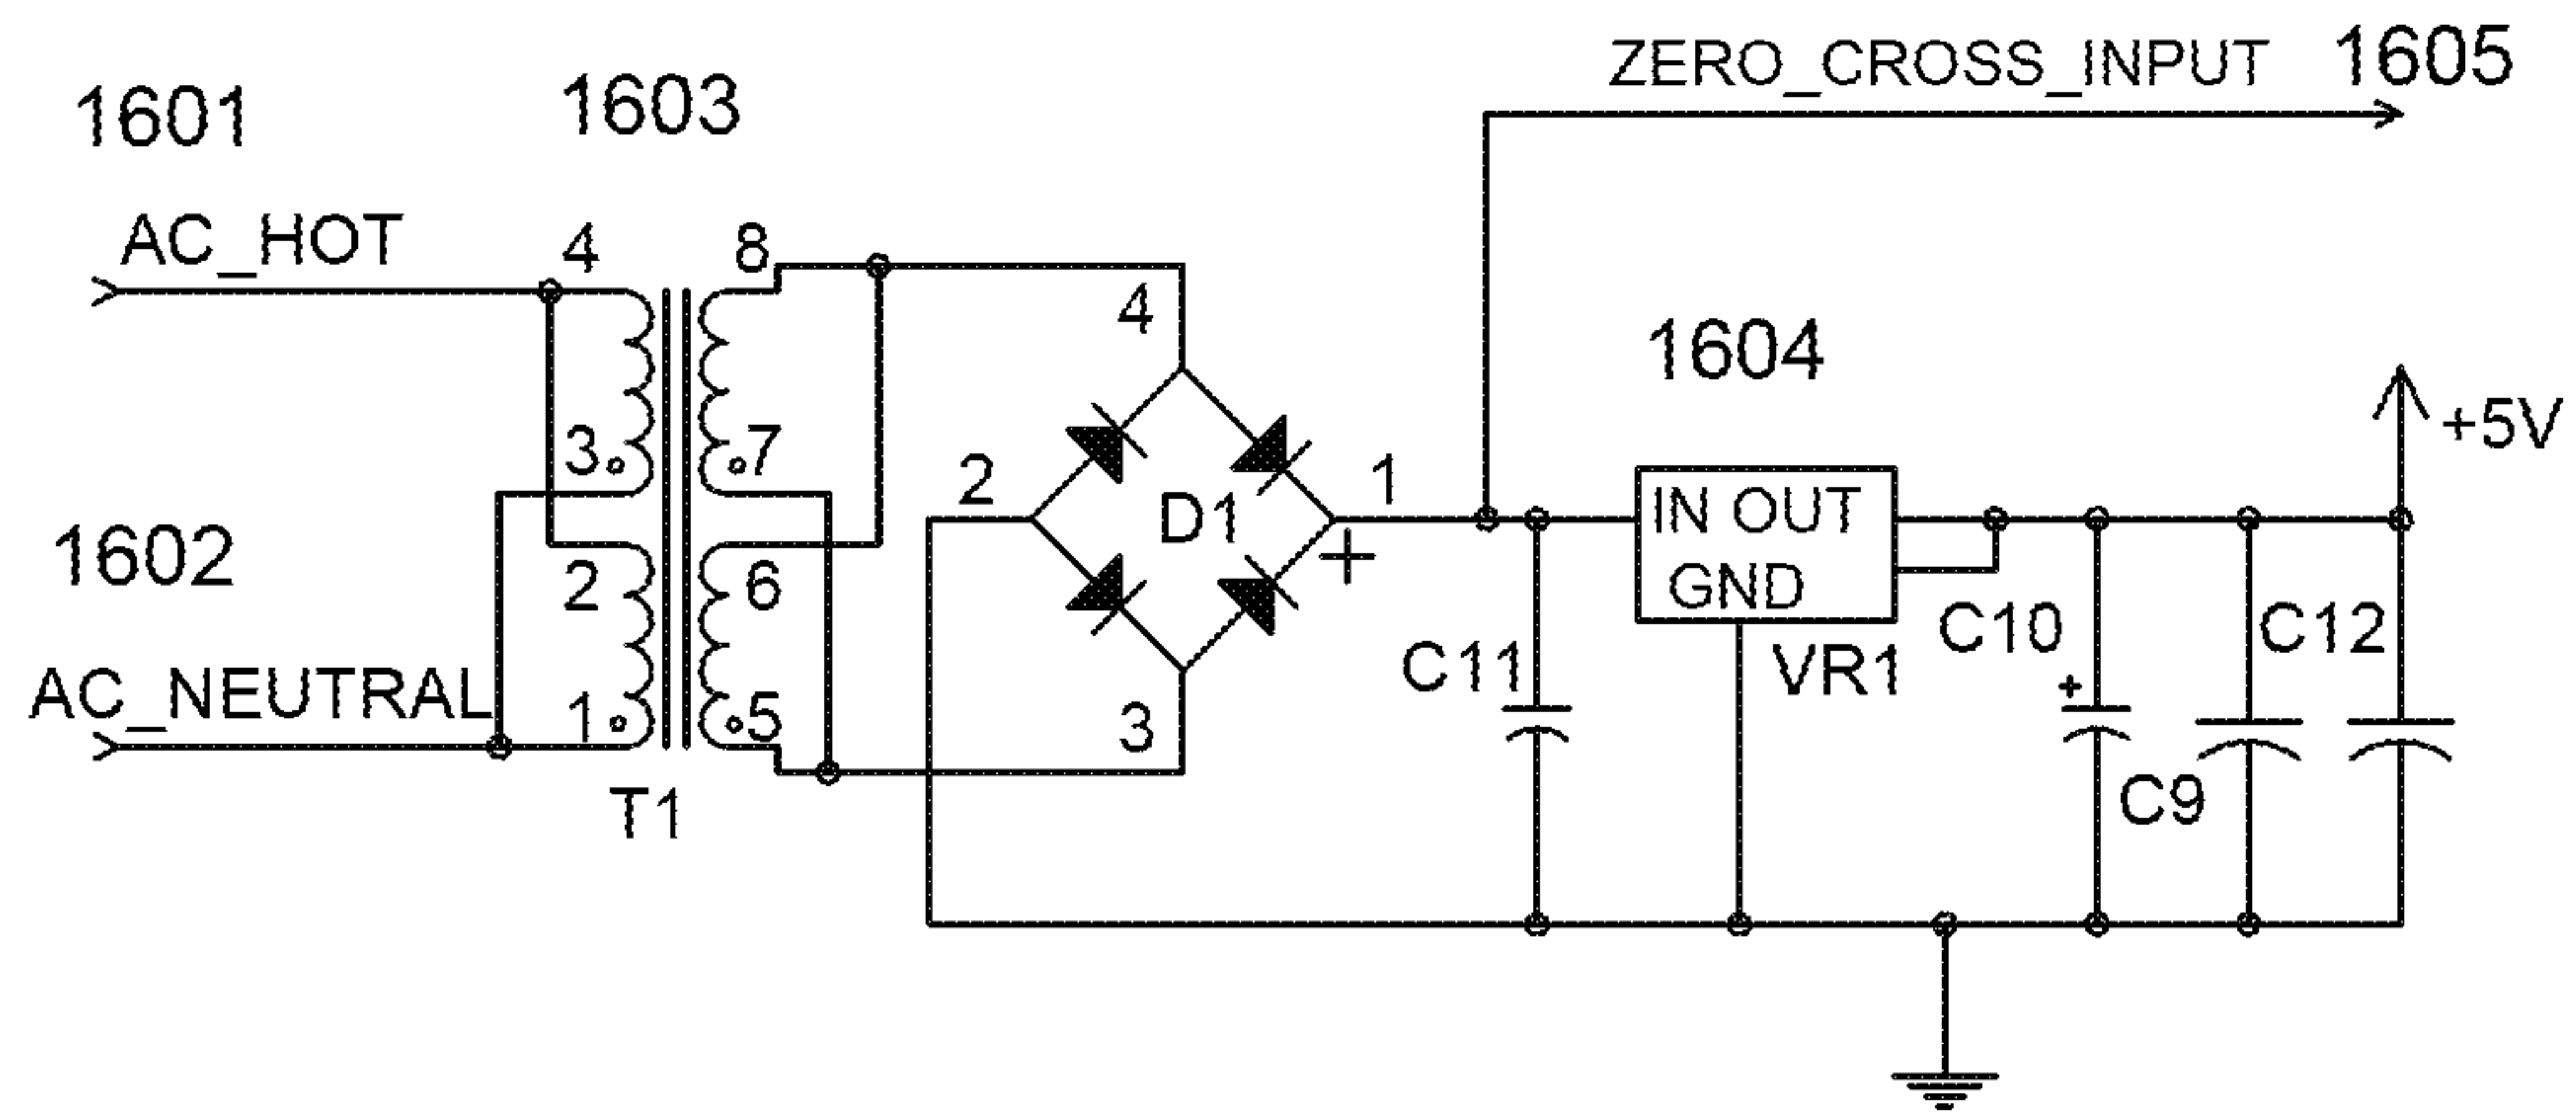 ZERO_CROSS_INPUT 1605
1601 1603
AC_HOT 4 8
4
1604
3 7
2 D1 1
+
IN OUT
GND
+5V
1602
2 6
C11 VR1 C10 C12
+
AC_NEUTRAL 1 5
3
T1
C9